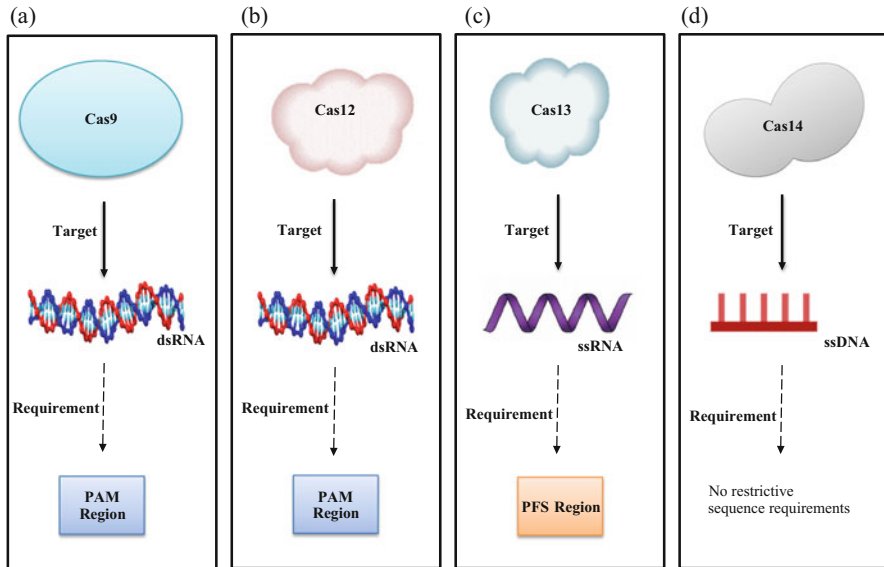 (a)
Cas9
Target
dsRNA
Requirement
PAM
Region
(b)
Cas12
Target
dsRNA
Requirement
PAM
Region
(c)
Cas13
Target
ssRNA
Requirement
PFS Region
(d)
Cas14
Target
ssDNA
Requirement
No restrictive
sequence requirements